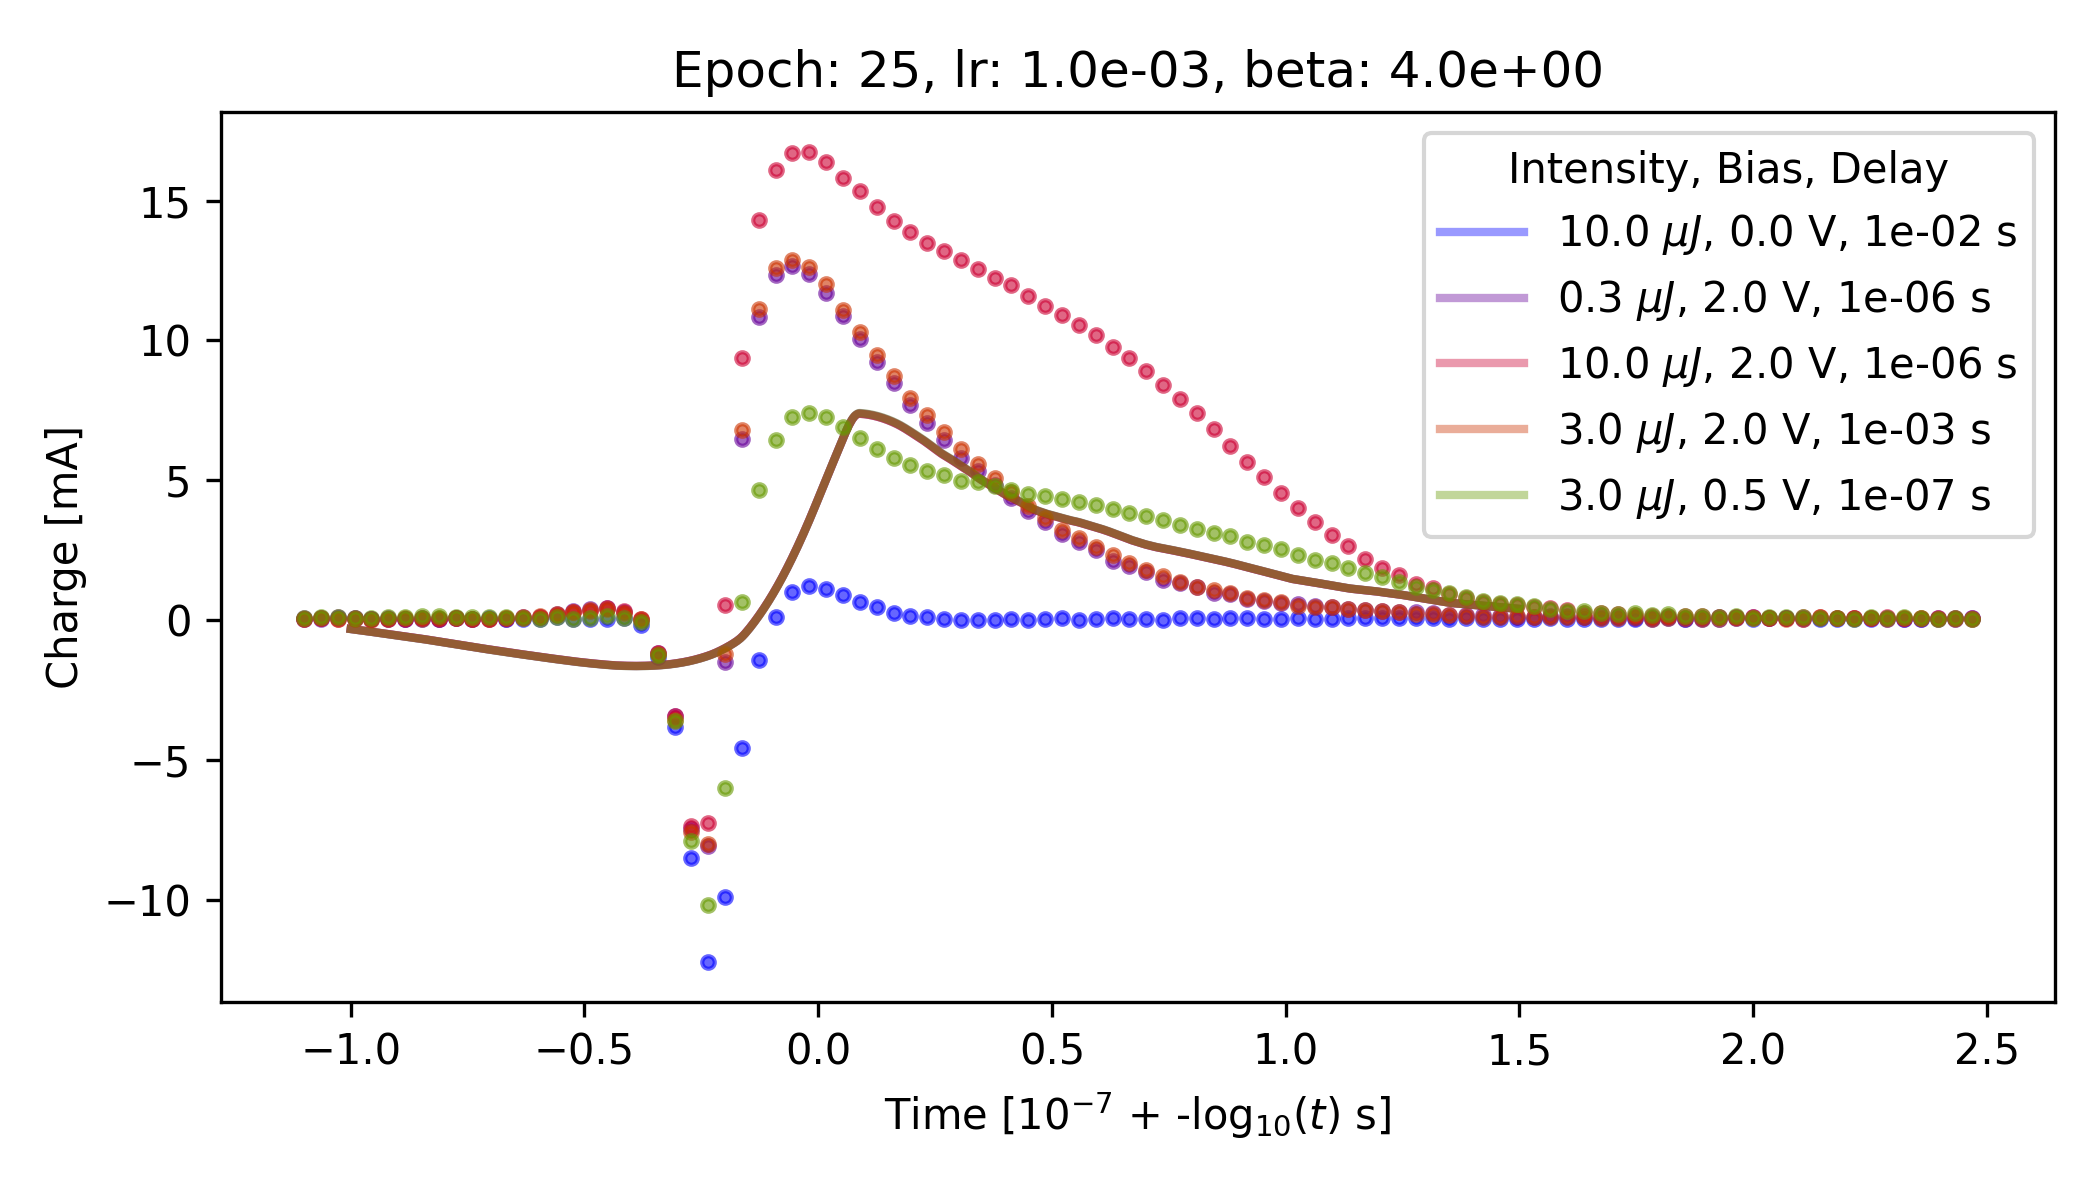 Epoch: 25, lr: 1.0e-03, beta: 4.0e+00
Charge [mA]
15
10
5
0
−5
−10
Intensity, Bias, Delay
10.0 μJ, 0.0 V, 1e-02 s
0.3 μJ, 2.0 V, 1e-06 s
10.0 μJ, 2.0 V, 1e-06 s
3.0 μJ, 2.0 V, 1e-03 s
3.0 μJ, 0.5 V, 1e-07 s
−1.0 −0.5 0.0 0.5 1.0 1.5 2.0 2.5
Time [10⁻⁷ + -log₁₀(t) s]